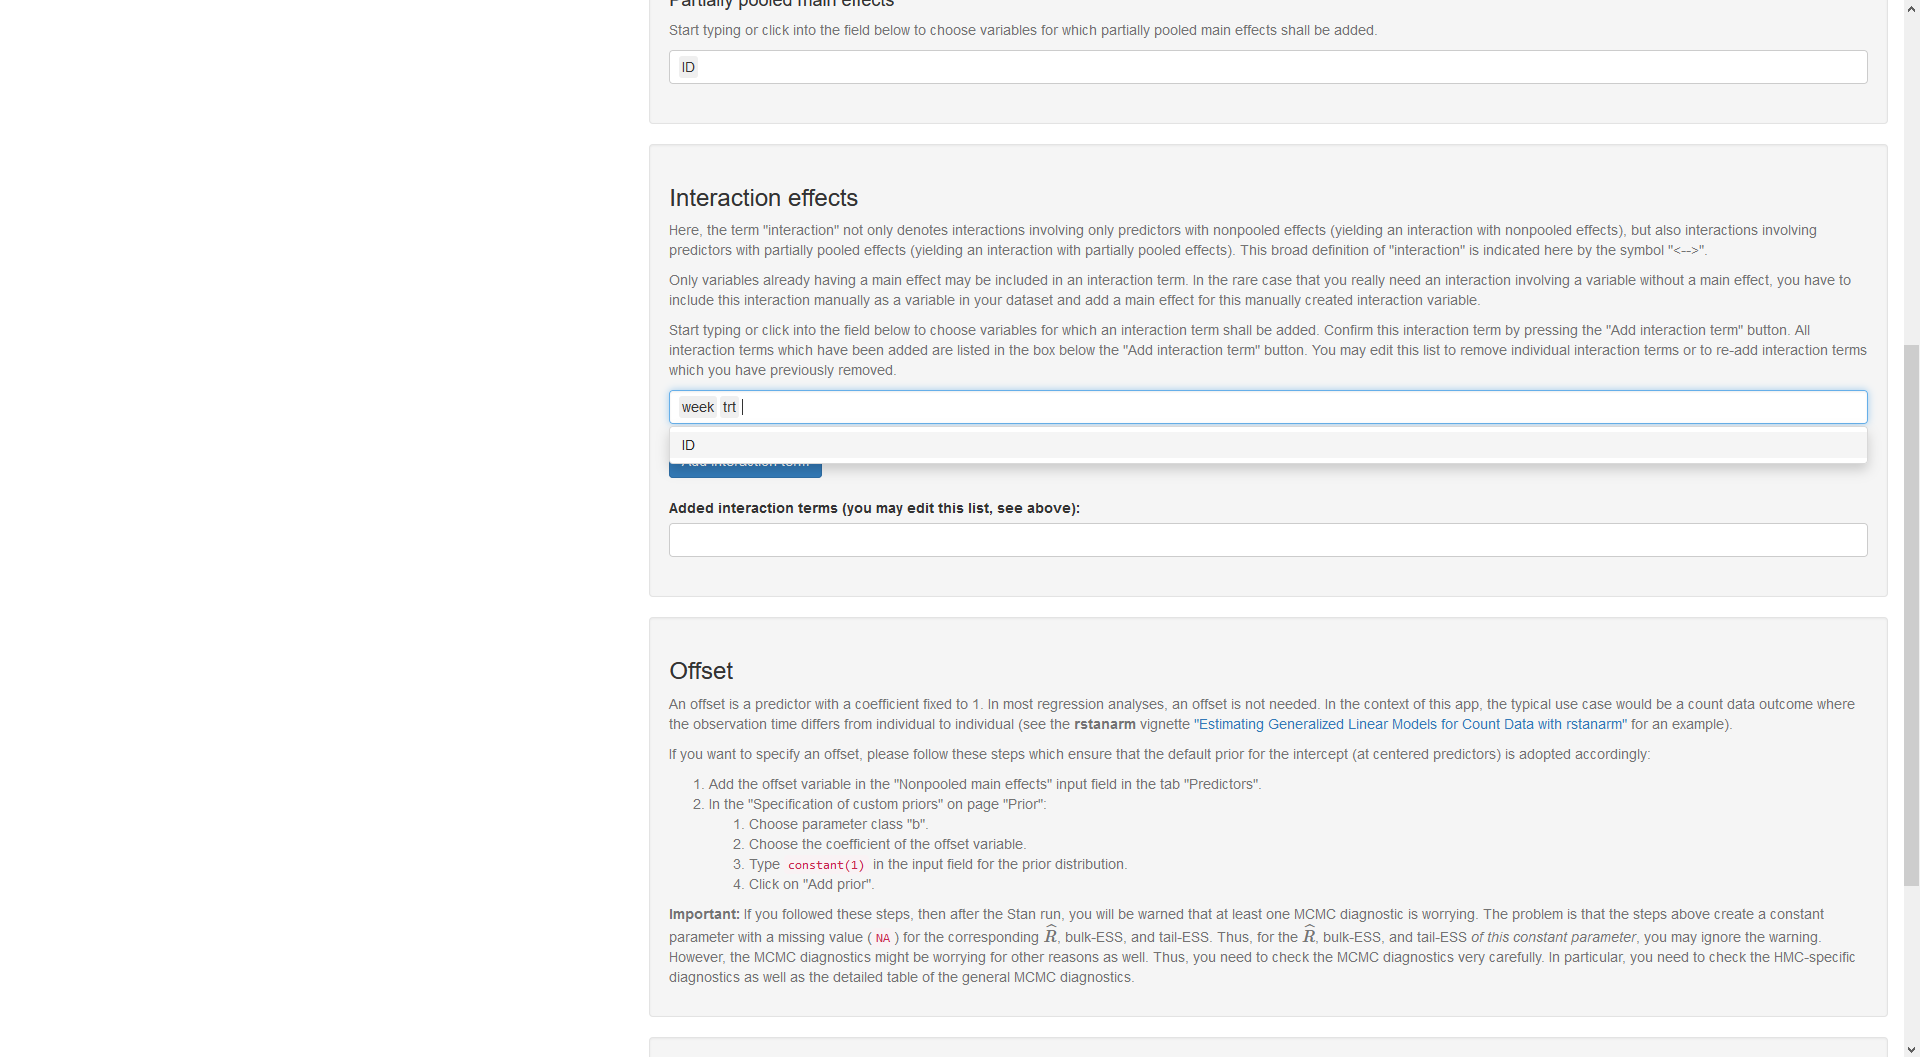 Partially pooled main effects
Start typing or click into the field below to choose variables for which partially pooled main effects shall be added.
ID
Interaction effects
Here, the term "interaction" not only denotes interactions involving only predictors with nonpooled effects (yielding an interaction with nonpooled effects), but also interactions involving
predictors with partially pooled effects (yielding an interaction with partially pooled effects). This broad definition of "interaction" is indicated here by the symbol "<-->".
Only variables already having a main effect may be included in an interaction term. In the rare case that you really need an interaction involving a variable without a main effect, you have to
include this interaction manually as a variable in your dataset and add a main effect for this manually created interaction variable.
Start typing or click into the field below to choose variables for which an interaction term shall be added. Confirm this interaction term by pressing the "Add interaction term" button. All
interaction terms which have been added are listed in the box below the "Add interaction term" button. You may edit this list to remove individual interaction terms or to re-add interaction terms
which you have previously removed.
week trt
ID
Add interaction term
Added interaction terms (you may edit this list, see above):
Offset
An offset is a predictor with a coefficient fixed to 1. In most regression analyses, an offset is not needed. In the context of this app, the typical use case would be a count data outcome where
the observation time differs from individual to individual (see the rstanarm vignette "Estimating Generalized Linear Models for Count Data with rstanarm" for an example).
If you want to specify an offset, please follow these steps which ensure that the default prior for the intercept (at centered predictors) is adopted accordingly:
1. Add the offset variable in the "Nonpooled main effects" input field in the tab "Predictors".
2. In the "Specification of custom priors" on page "Prior":
1. Choose parameter class "b".
2. Choose the coefficient of the offset variable.
3. Type constant(1) in the input field for the prior distribution.
4. Click on "Add prior".
Important: If you followed these steps, then after the Stan run, you will be warned that at least one MCMC diagnostic is worrying. The problem is that the steps above create a constant
parameter with a missing value ( NA ) for the corresponding R̂, bulk-ESS, and tail-ESS. Thus, for the R̂, bulk-ESS, and tail-ESS of this constant parameter, you may ignore the warning.
However, the MCMC diagnostics might be worrying for other reasons as well. Thus, you need to check the MCMC diagnostics very carefully. In particular, you need to check the HMC-specific
diagnostics as well as the detailed table of the general MCMC diagnostics.